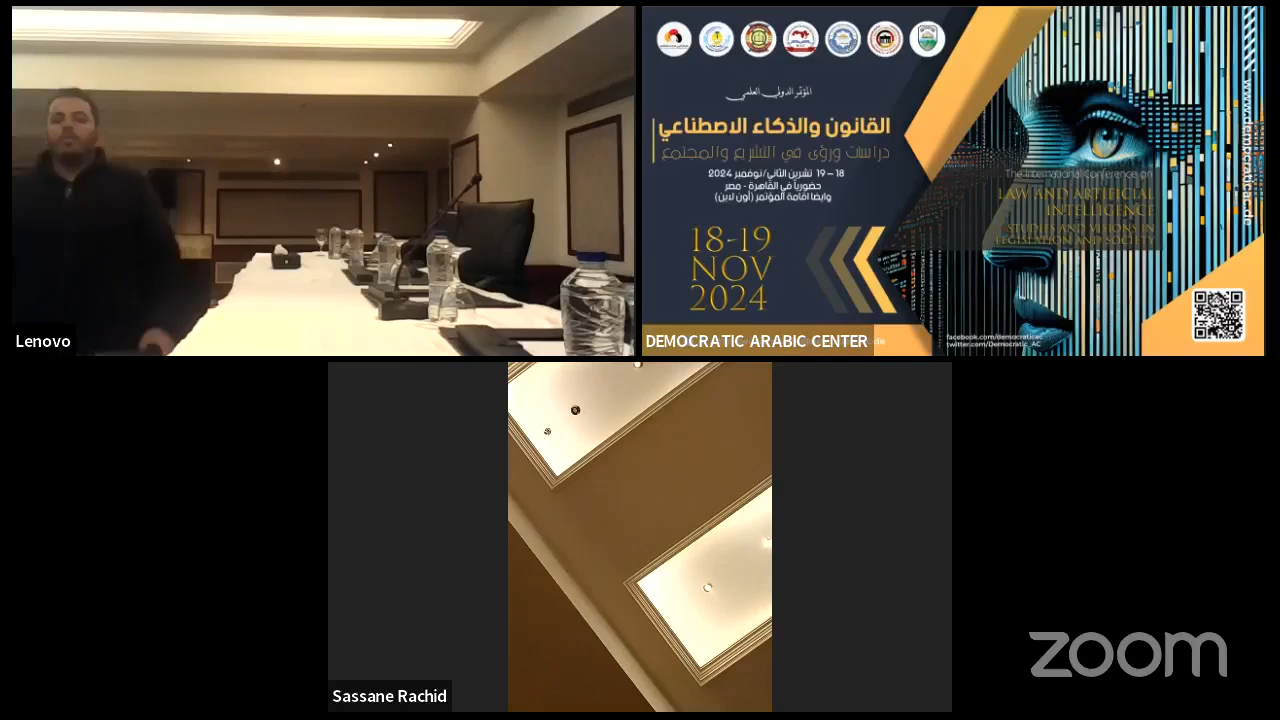 Lenovo
المؤتمر الدولي العلمي
القانون والذكاء الاصطناعي
دراسات ورؤى في التشريع والمجتمع
18 – 19 تشرين الثاني/نوفمبر 2024
حضوريا في القاهرة - مصر
وايضا اقامة المؤتمر (أون لاين)
18-19
NOV
2024
The International Conference on
LAW AND ARTIFICIAL
INTELLIGENCE
STUDIES AND VISIONS IN
LEGISLATION AND SOCIETY
www.democraticac.de
facebook.com/democraticac
twitter.com/Democratic_AC
DEMOCRATIC ARABIC CENTER
Sassane Rachid
zoom